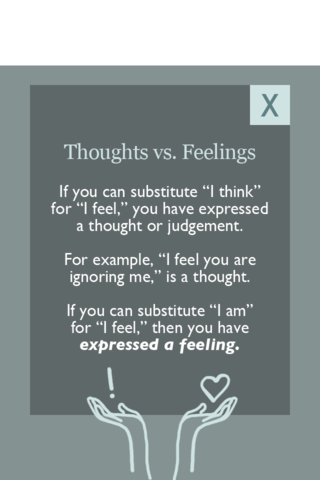 X
Thoughts vs. Feelings
If you can substitute “I think”
for “I feel,” you have expressed
a thought or judgement.
For example, “I feel you are
ignoring me,” is a thought.
If you can substitute “I am”
for “I feel,” then you have
expressed a feeling.
!